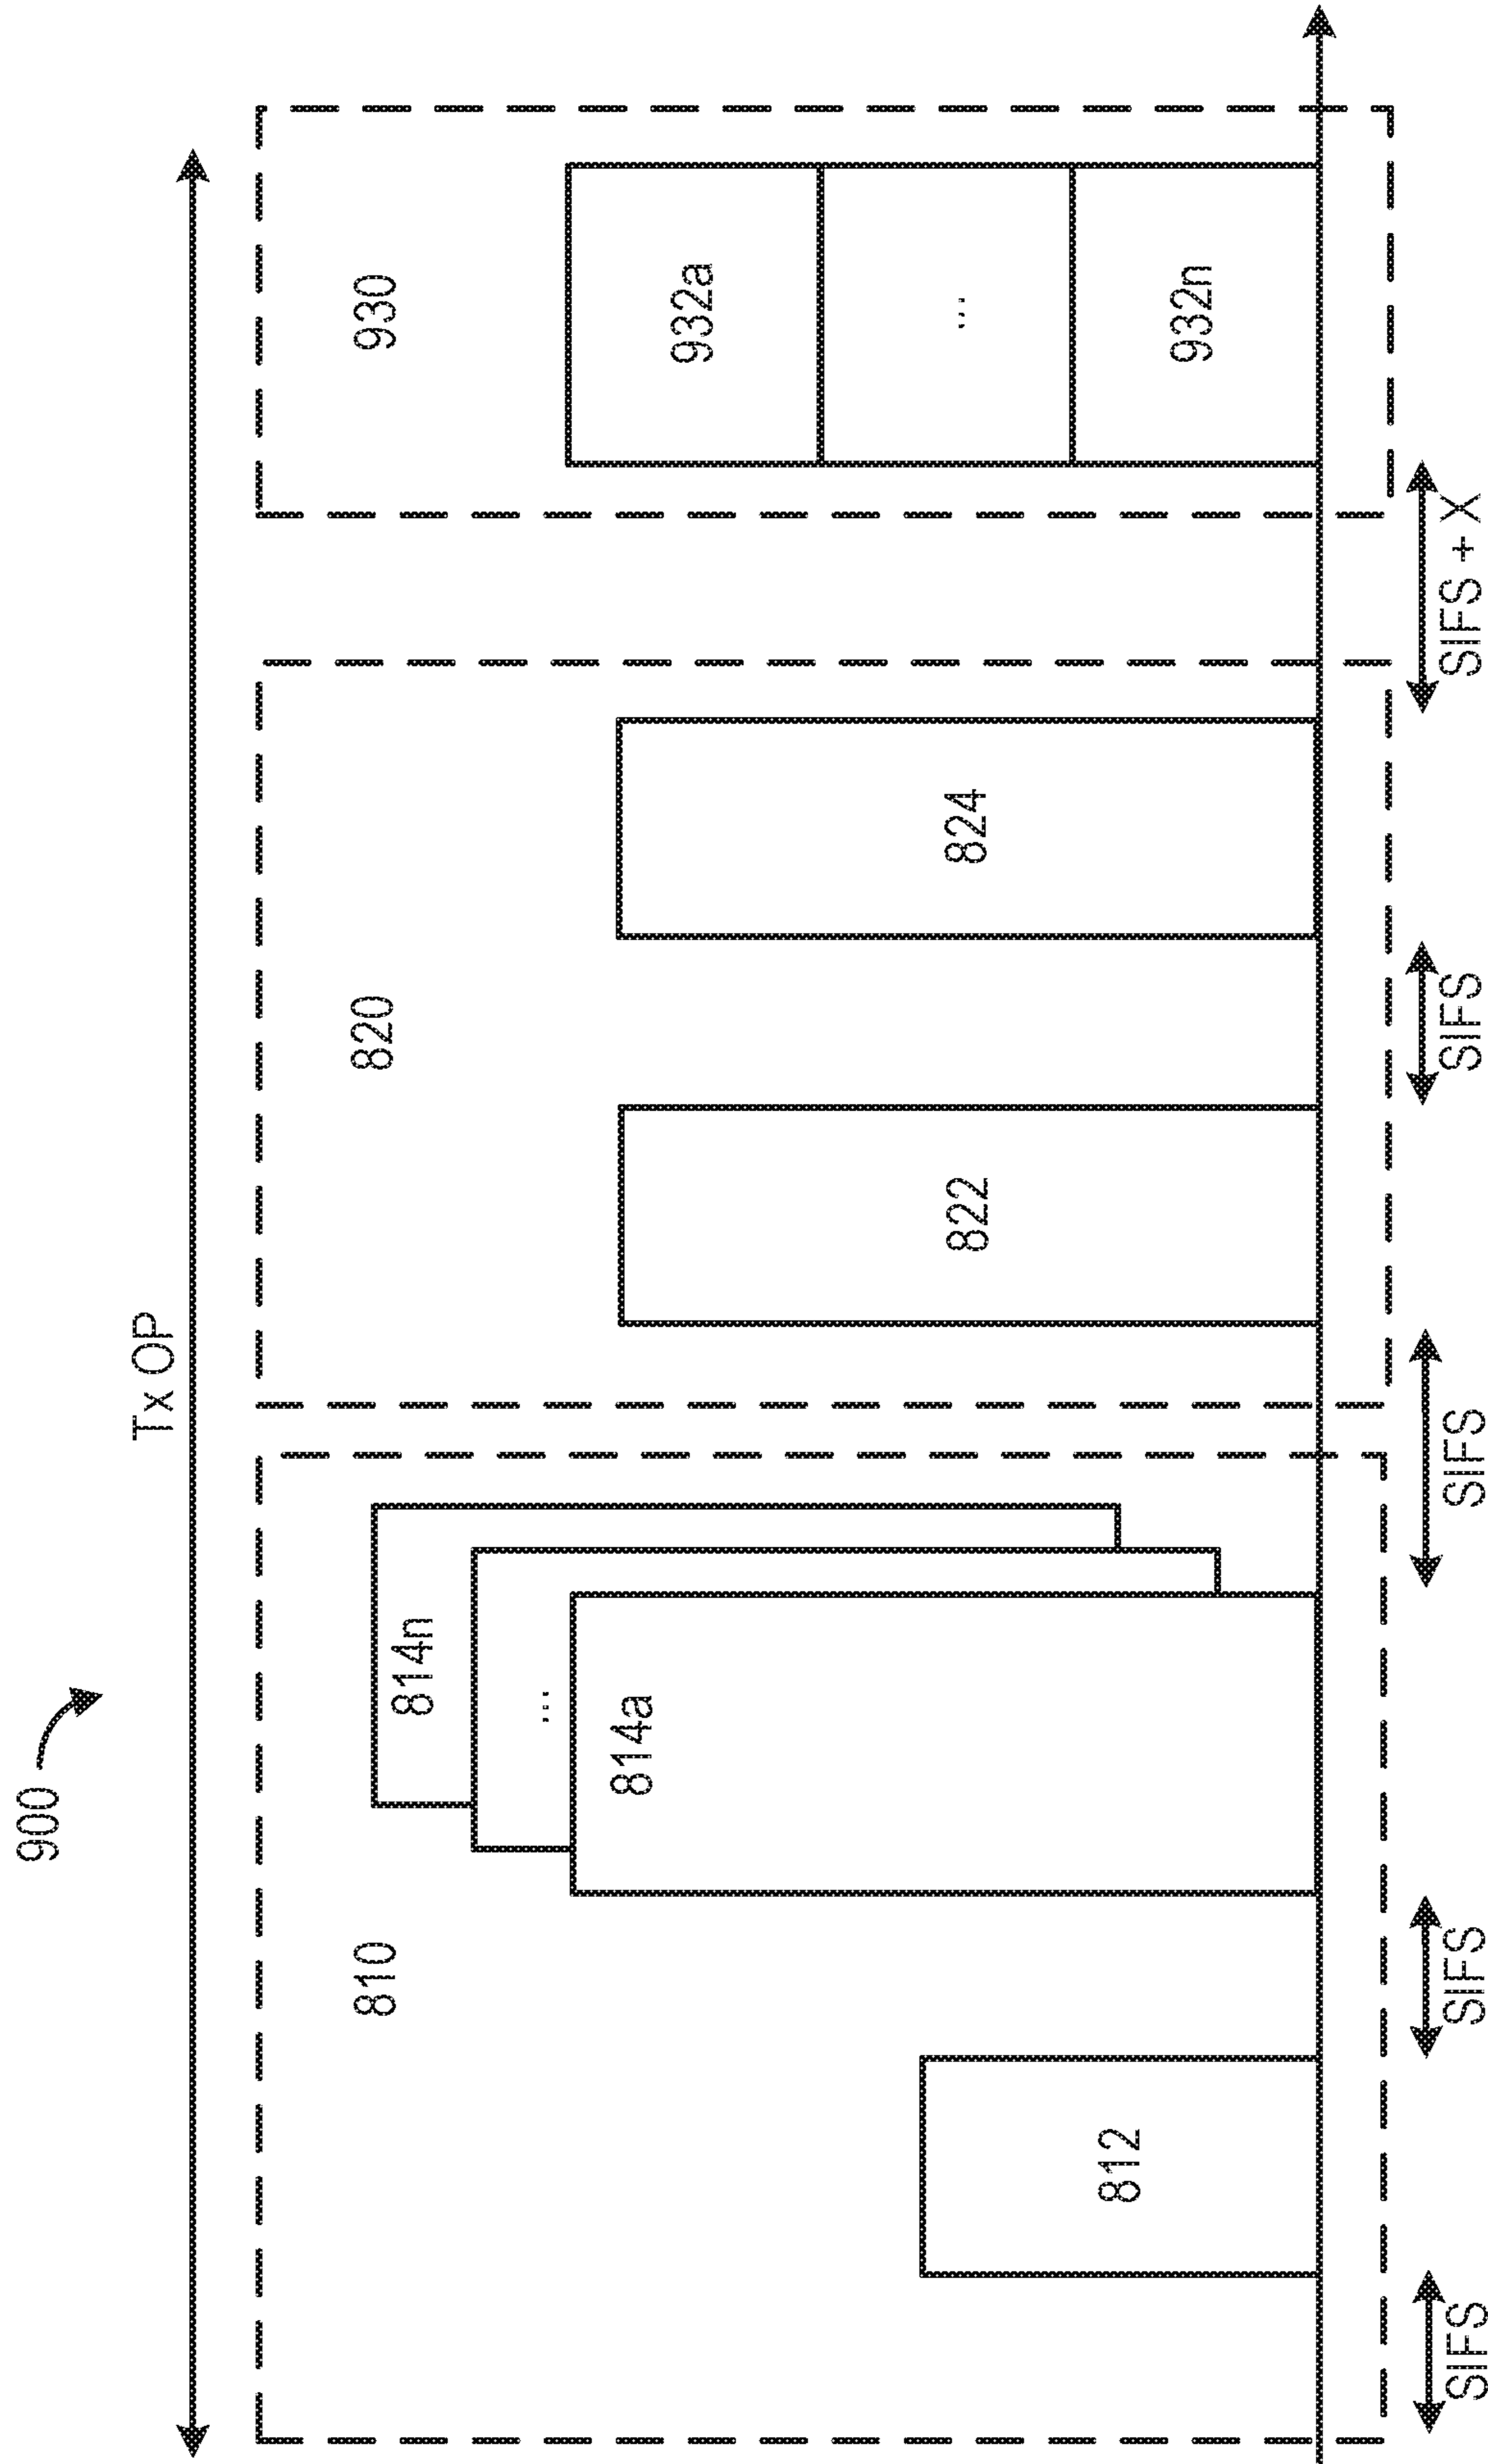 900
Tx OP
810
820
930
814n
...
814a
812
822
824
932a
...
932n
SIFS
SIFS
SIFS
SIFS
SIFS + X